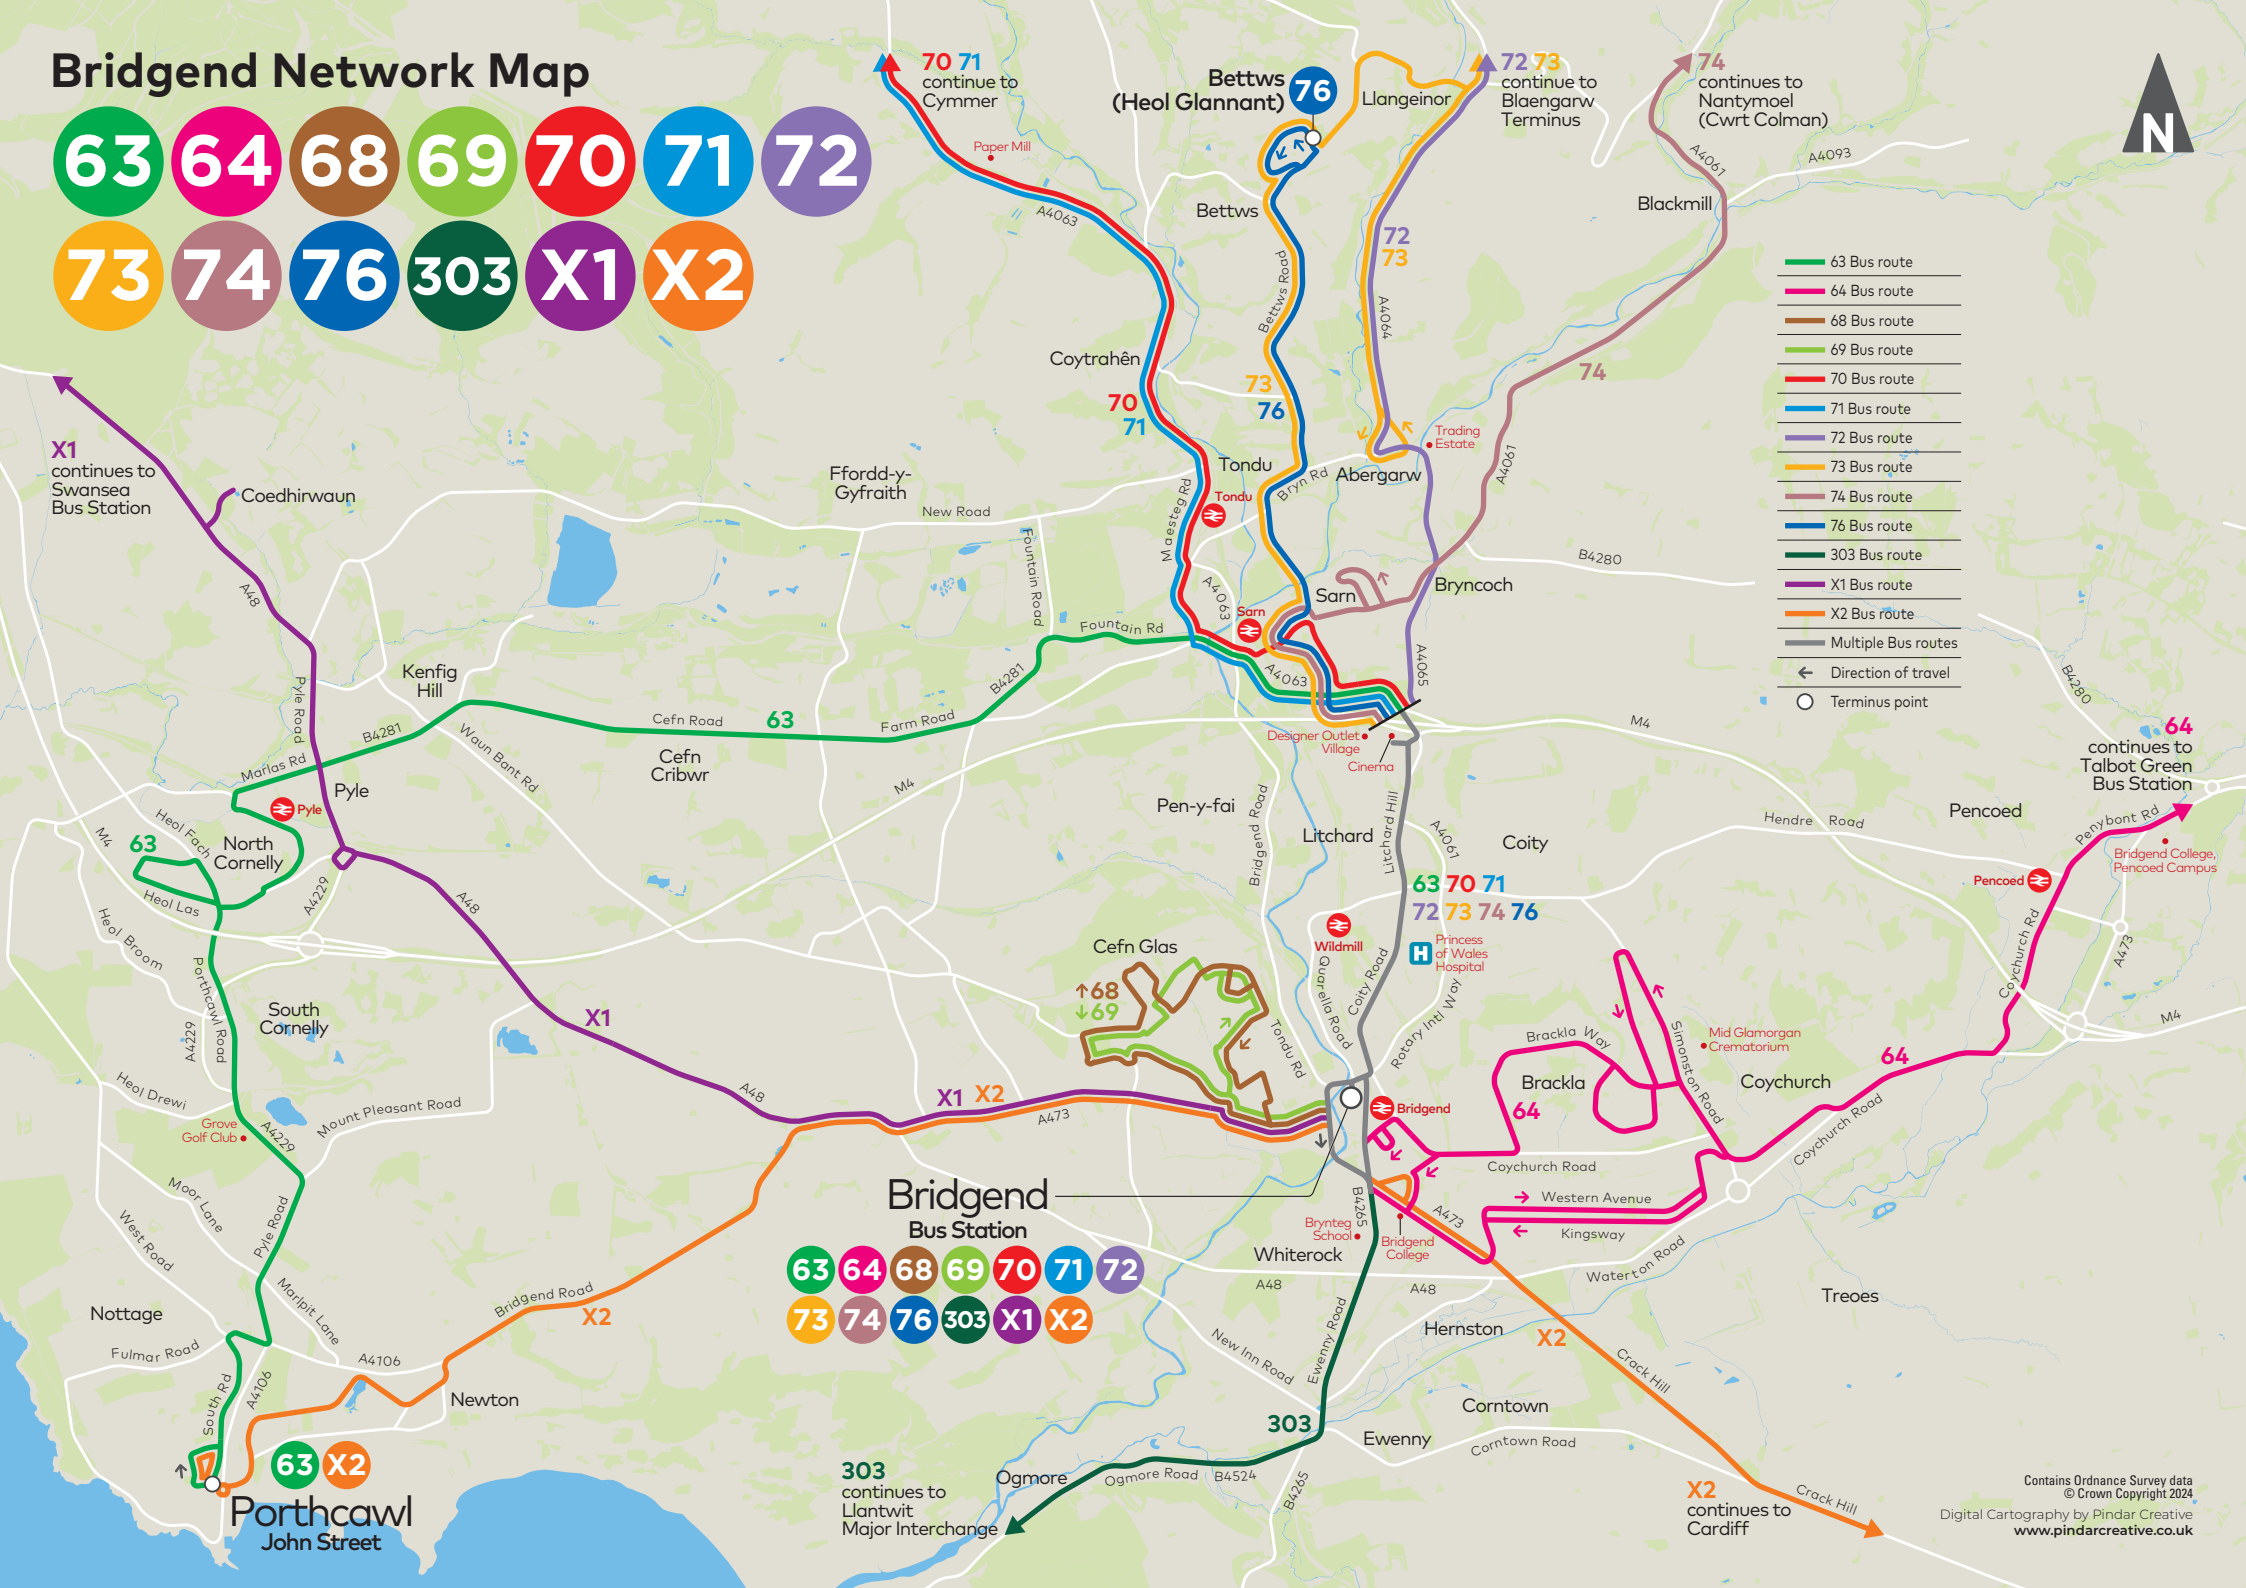 Bridgend Network Map
63 64 68 69 70 71 72
73 74 76 303 X1 X2
70 71
continue to
Cymmer
Paper Mill
A4063
Bettws
(Heol Glannant)
76
Llangeinor
72 73
continue to
Blaengarw
Terminus
74
continues to
Nantymoel
(Cwrt Colman)
N
A4061
A4093
Blackmill
Bettws
72
73
Bettws Road
A4064
63 Bus route
64 Bus route
68 Bus route
69 Bus route
70 Bus route
71 Bus route
72 Bus route
73 Bus route
74 Bus route
76 Bus route
303 Bus route
X1 Bus route
X2 Bus route
Multiple Bus routes
Direction of travel
Terminus point
Coytrahên
70
71
73
76
74
X1
continues to
Swansea
Bus Station
Coedhirwaun
Ffordd-y-
Gyfraith
New Road
Tondu
Tondu
Maesteg Rd
Bryn Rd
Abergarw
Trading
Estate
A4061
B4280
Bryncoch
A48
Fountain Road
Fountain Rd
A4063
Sarn
Sarn
A4063
A4065
B4280
Kenfig
Hill
Pyle Road
B4281
B4281
Cefn Road
63
Farm Road
Cefn
Cribwr
Waun Bant Rd
Marlas Rd
Pyle
Pyle
M4
Designer Outlet
Village
Cinema
M4
64
continues to
Talbot Green
Bus Station
Pencoed
Penybont Rd
Bridgend College,
Pencoed Campus
Hendre Road
Pencoed
Coychurch Rd
A473
M4
M4
Heol Fach
63
North
Cornelly
Heol Las
A4229
A48
Heol Broom
Porthcawl Road
Pen-y-fai
Bridgend Road
Litchard
Litchard Hill
A4061
Coity
63 70 71
72 73 74 76
Princess
of Wales
Hospital
H
Wildmill
Quarella Road
Coity Road
Rotary Intl Way
Cefn Glas
68
69
Tondu Rd
South
Cornelly
A4229
X1
Heol Drewi
Mount Pleasant Road
Grove
Golf Club
A4229
A48
X1 X2
A473
Brackla Way
Brackla
64
Simonston Road
Mid Glamorgan
Crematorium
Coychurch
64
Coychurch Road
Bridgend
Coychurch Road
Western Avenue
Kingsway
Waterton Road
Treoes
Bridgend
Bus Station
63 64 68 69 70 71 72
73 74 76 303 X1 X2
B4265
Brynteg
School
Bridgend
College
A473
Whiterock
A48
A48
Hernston
X2
Crack Hill
Moor Lane
West Road
Pyle Road
Marlpit Lane
Nottage
Fulmar Road
A4106
South Rd
A4106
Bridgend Road
X2
Newton
63 X2
Porthcawl
John Street
New Inn Road
Ewenny Road
303
Ewenny
Corntown
Corntown Road
303
continues to
Llantwit
Major Interchange
Ogmore
Ogmore Road
B4524
B4265
X2
continues to
Cardiff
Crack Hill
Contains Ordnance Survey data
© Crown Copyright 2024
Digital Cartography by Pindar Creative
www.pindarcreative.co.uk